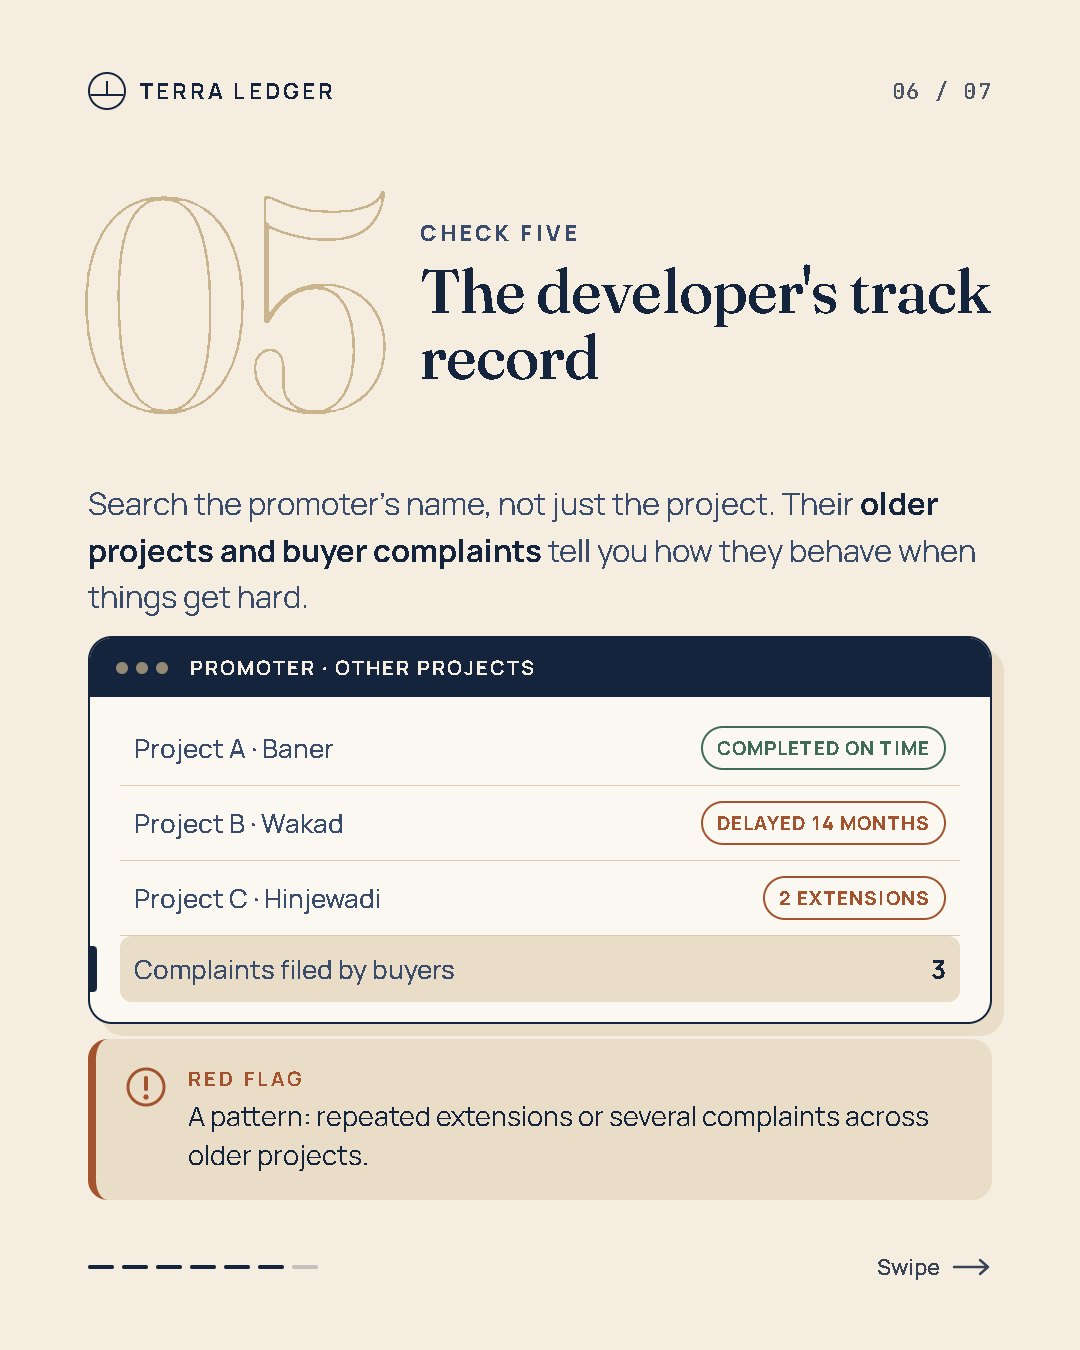 TERRA LEDGER
06 / 07
05
CHECK FIVE
The developer's track
record
Search the promoter's name, not just the project. Their older
projects and buyer complaints tell you how they behave when
things get hard.
PROMOTER · OTHER PROJECTS
Project A · Baner
COMPLETED ON TIME
Project B · Wakad
DELAYED 14 MONTHS
Project C · Hinjewadi
2 EXTENSIONS
Complaints filed by buyers
3
RED FLAG
A pattern: repeated extensions or several complaints across
older projects.
Swipe →